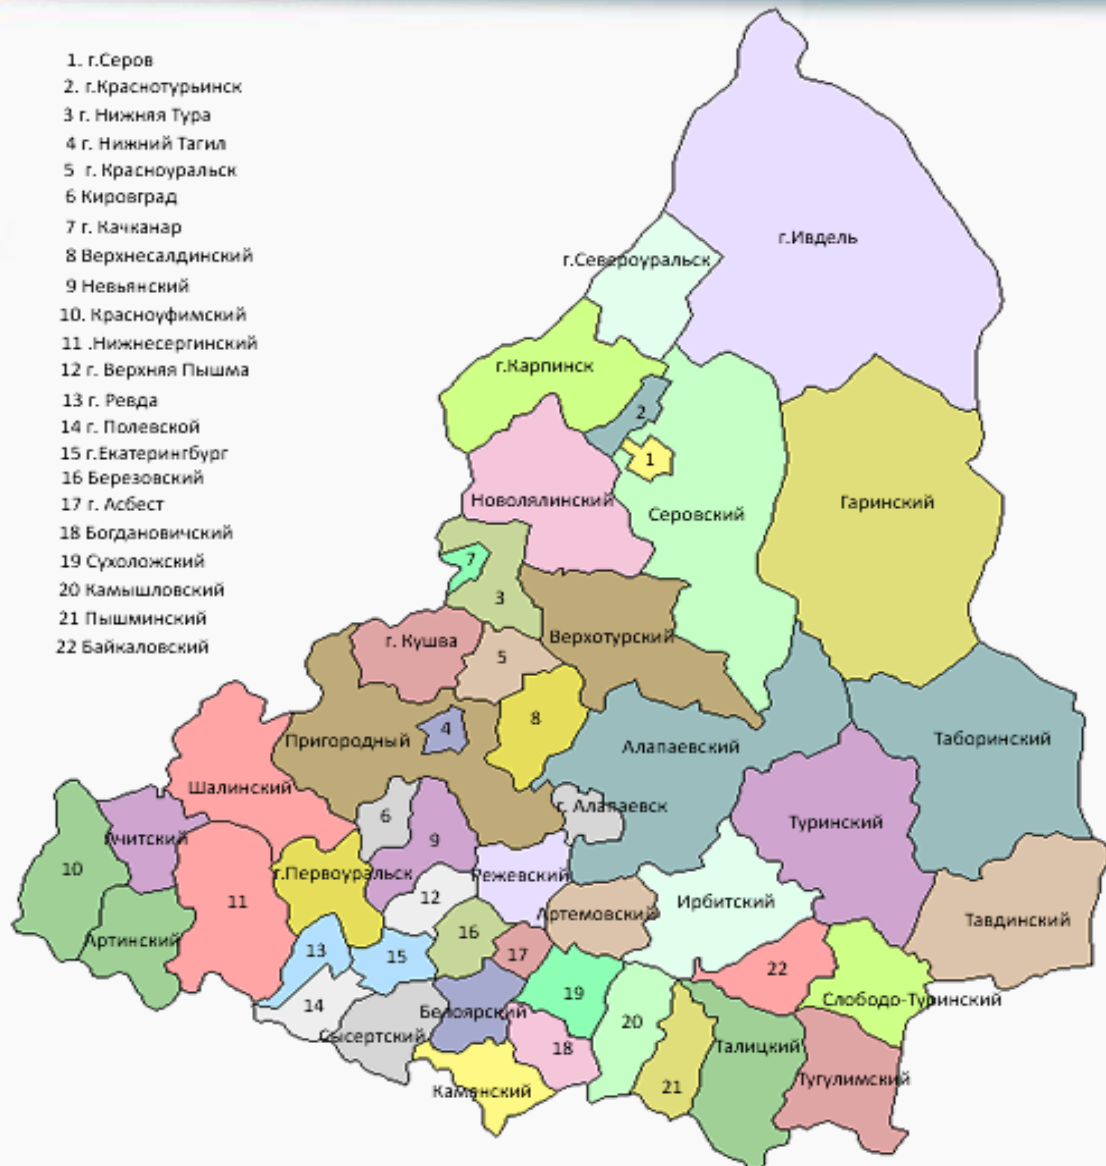 1. г.Серов
2. г.Краснотурьинск
3 г. Нижняя Тура
4 г. Нижний Тагил
5 г. Красноуральск
6 Кировград
7 г. Качканар
8 Верхнесалдинский
9 Невьянский
10. Красноуфимский
11 .Нижнесергинский
12 г. Верхняя Пышма
13 г. Ревда
14 г. Полевской
15 г.Екатеринбург
16 Березовский
17 г. Асбест
18 Богдановичский
19 Сухоложский
20 Камышловский
21 Пышминский
22 Байкаловский
г.Ивдель
г.Североуральск
г.Карпинск
2
1
Новолялинский
Серовский
Гаринский
7
3
г. Кушва
Верхотурский
5
Пригородный
4
8
Алапаевский
Таборинский
Шалинский
6
г. Алапаевск
Туринский
Ачитский
9
10
11
г.Первоуральск
12
Режевский
Артемовский
Ирбитский
Тавдинский
Артинский
13
15
16
17
22
14
19
Слободо-Туринский
Сысертский
Белоярский
18
20
Талицкий
Каменский
21
Тугулимский